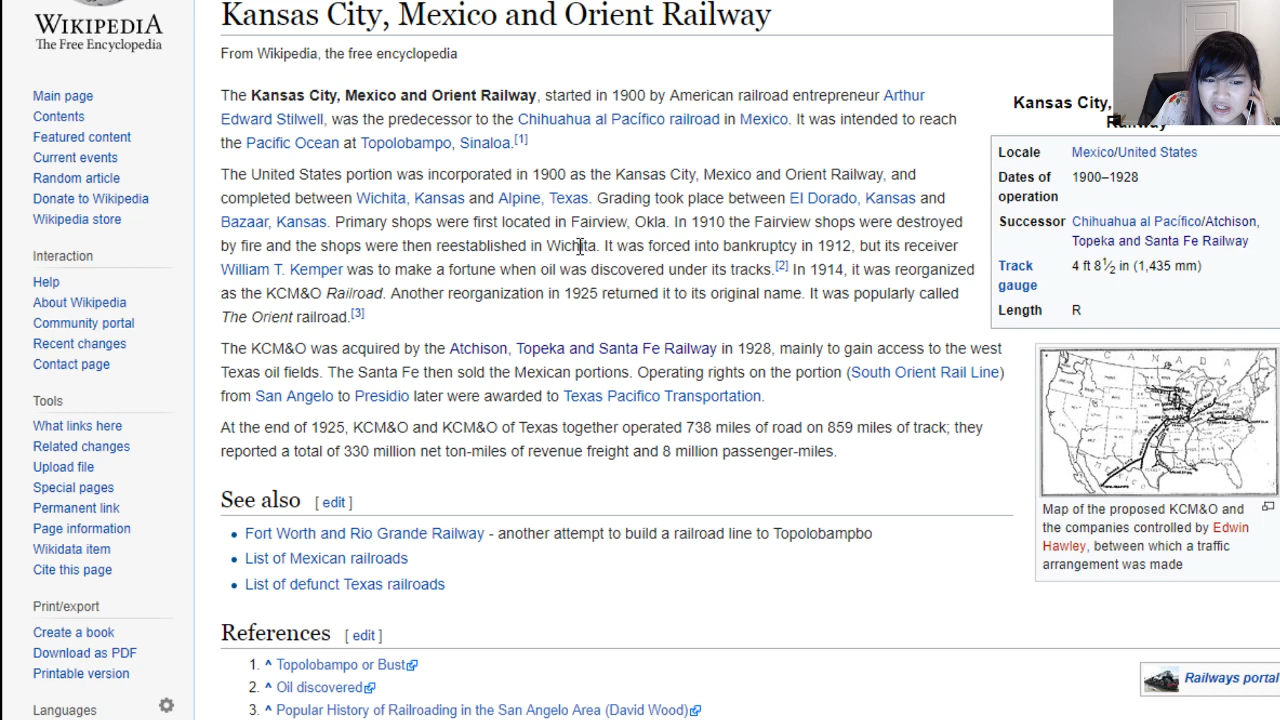 WIKIPEDIA
The Free Encyclopedia
Main page
Contents
Featured content
Current events
Random article
Donate to Wikipedia
Wikipedia store
Interaction
Help
About Wikipedia
Community portal
Recent changes
Contact page
Tools
What links here
Related changes
Upload file
Special pages
Permanent link
Page information
Wikidata item
Cite this page
Print/export
Create a book
Download as PDF
Printable version
Languages
Kansas City, Mexico and Orient Railway
From Wikipedia, the free encyclopedia
The Kansas City, Mexico and Orient Railway, started in 1900 by American railroad entrepreneur Arthur
Edward Stilwell, was the predecessor to the Chihuahua al Pacífico railroad in Mexico. It was intended to reach
the Pacific Ocean at Topolobampo, Sinaloa.[1]
The United States portion was incorporated in 1900 as the Kansas City, Mexico and Orient Railway, and
completed between Wichita, Kansas and Alpine, Texas. Grading took place between El Dorado, Kansas and
Bazaar, Kansas. Primary shops were first located in Fairview, Okla. In 1910 the Fairview shops were destroyed
by fire and the shops were then reestablished in Wichita. It was forced into bankruptcy in 1912, but its receiver
William T. Kemper was to make a fortune when oil was discovered under its tracks.[2] In 1914, it was reorganized
as the KCM&O Railroad. Another reorganization in 1925 returned it to its original name. It was popularly called
The Orient railroad.[3]
The KCM&O was acquired by the Atchison, Topeka and Santa Fe Railway in 1928, mainly to gain access to the west
Texas oil fields. The Santa Fe then sold the Mexican portions. Operating rights on the portion (South Orient Rail Line)
from San Angelo to Presidio later were awarded to Texas Pacifico Transportation.
At the end of 1925, KCM&O and KCM&O of Texas together operated 738 miles of road on 859 miles of track; they
reported a total of 330 million net ton-miles of revenue freight and 8 million passenger-miles.
See also [ edit ]
Fort Worth and Rio Grande Railway - another attempt to build a railroad line to Topolobampbo
List of Mexican railroads
List of defunct Texas railroads
References [ edit ]
1. ^ Topolobampo or Bust
2. ^ Oil discovered
3. ^ Popular History of Railroading in the San Angelo Area (David Wood)
Kansas City,
Railway
Locale Mexico/United States
Dates of 1900–1928
operation
Successor Chihuahua al Pacífico/Atchison,
Topeka and Santa Fe Railway
Track 4 ft 8 1⁄2 in (1,435 mm)
gauge
Length R
CANADA
Map of the proposed KCM&O and
the companies controlled by Edwin
Hawley, between which a traffic
arrangement was made
Railways portal